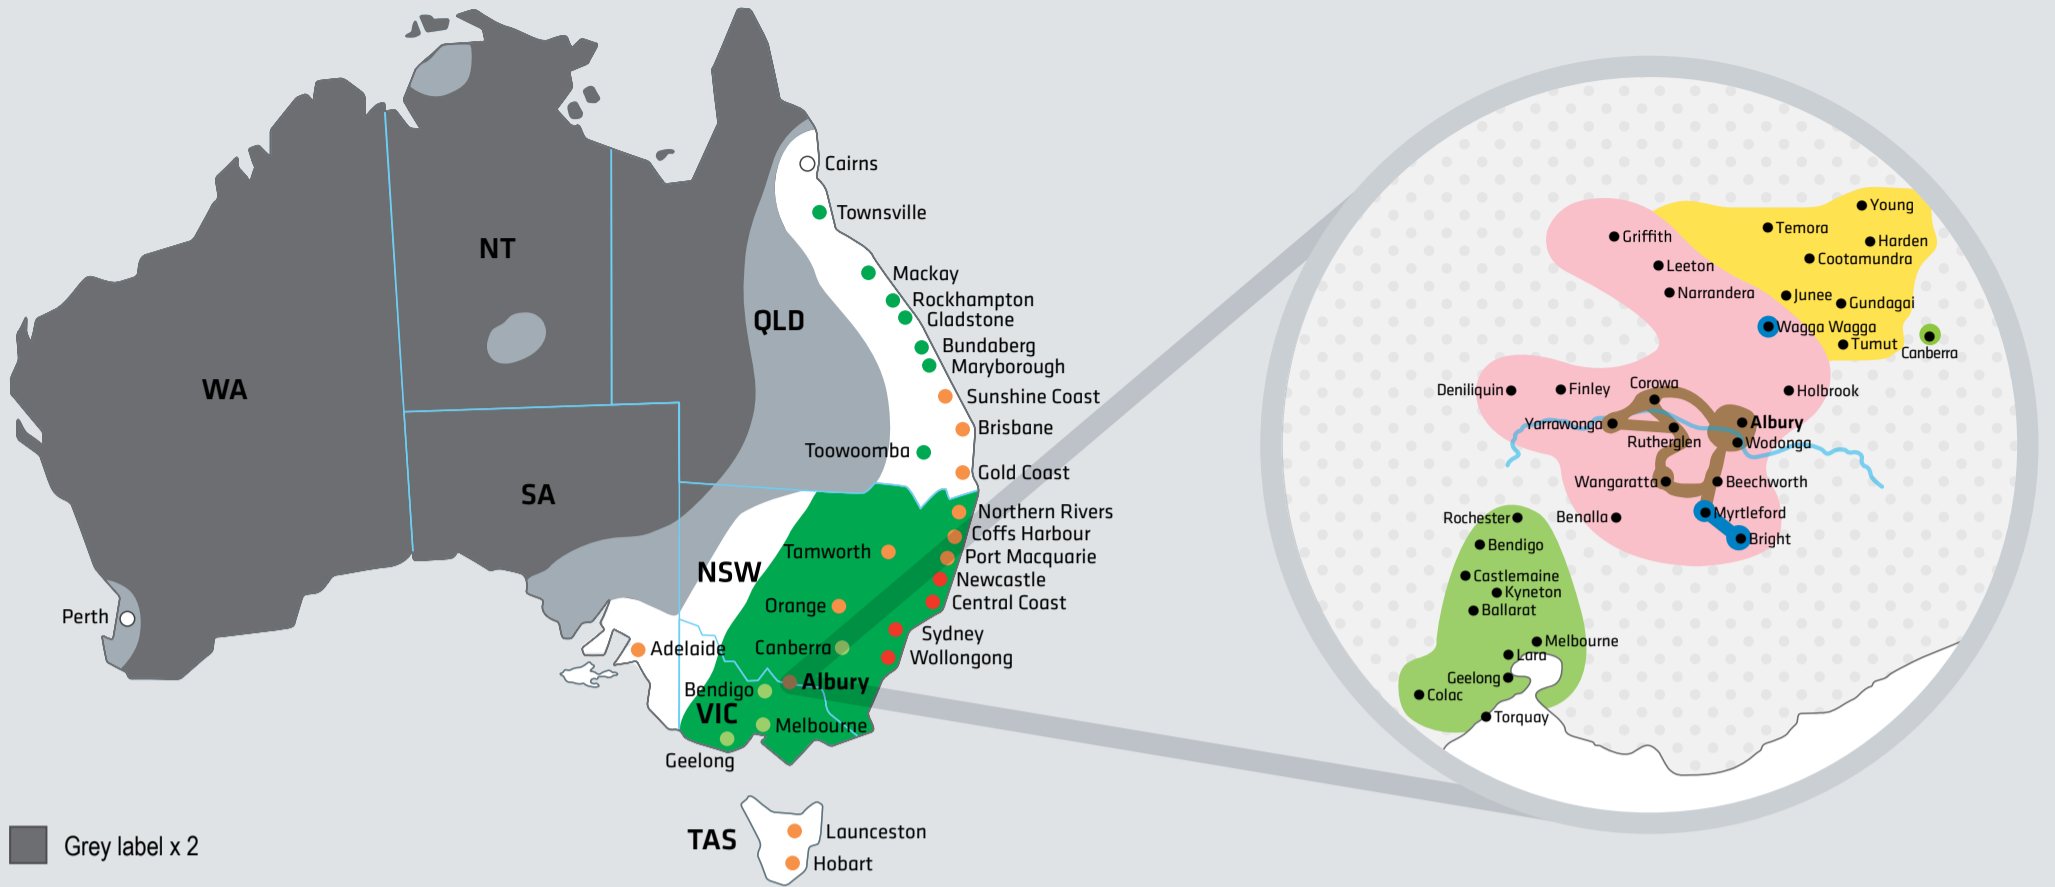 Cairns
Townsville
NT
Mackay
Rockhampton
Gladstone
QLD
Bundaberg
Maryborough
WA
Sunshine Coast
Brisbane
Toowoomba
Gold Coast
SA
Northern Rivers
Coffs Harbour
Tamworth
Port Macquarie
NSW
Newcastle
Central Coast
Orange
Perth
Sydney
Canberra
Adelaide
Wollongong
Albury
Bendigo
VIC
Melbourne
Geelong
TAS
Launceston
Hobart
Grey label x 2
Young
Temora
Griffith
Harden
Cootamundra
Leeton
Narrandera
Junee
Gundagai
Wagga Wagga
Tumut
Canberra
Corowa
Deniliquin
Finley
Holbrook
Yarrawonga
Albury
Rutherglen
Wodonga
Wangaratta
Beechworth
Myrtleford
Rochester
Benalla
Bright
Bendigo
Castlemaine
Kyneton
Ballarat
Melbourne
Lara
Geelong
Colac
Torquay